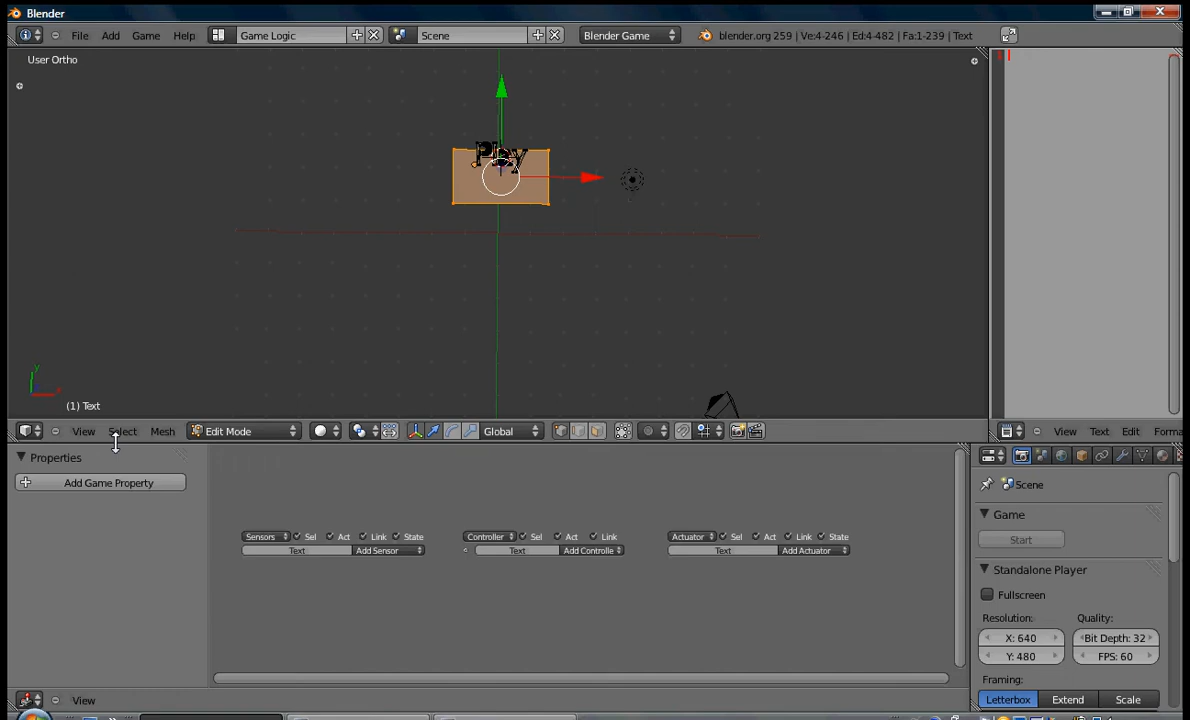 Blender
File Add Game Help Game Logic Scene Blender Game blender.org 259 | Ve:4-246 | Ed:4-482 | Fa:1-239 | Text
User Ortho
play
(1) Text
View Select Mesh Edit Mode Global View Text Edit Forma
Properties
Add Game Property
Sensors Sel Act Link State Controller Sel Act Link Actuator Sel Act Link State
Text Add Sensor Text Add Controlle Text Add Actuator
Scene
Game
Start
Standalone Player
Fullscreen
Resolution: Quality:
X: 640 Bit Depth: 32
Y: 480 FPS: 60
Framing:
Letterbox Extend Scale
View